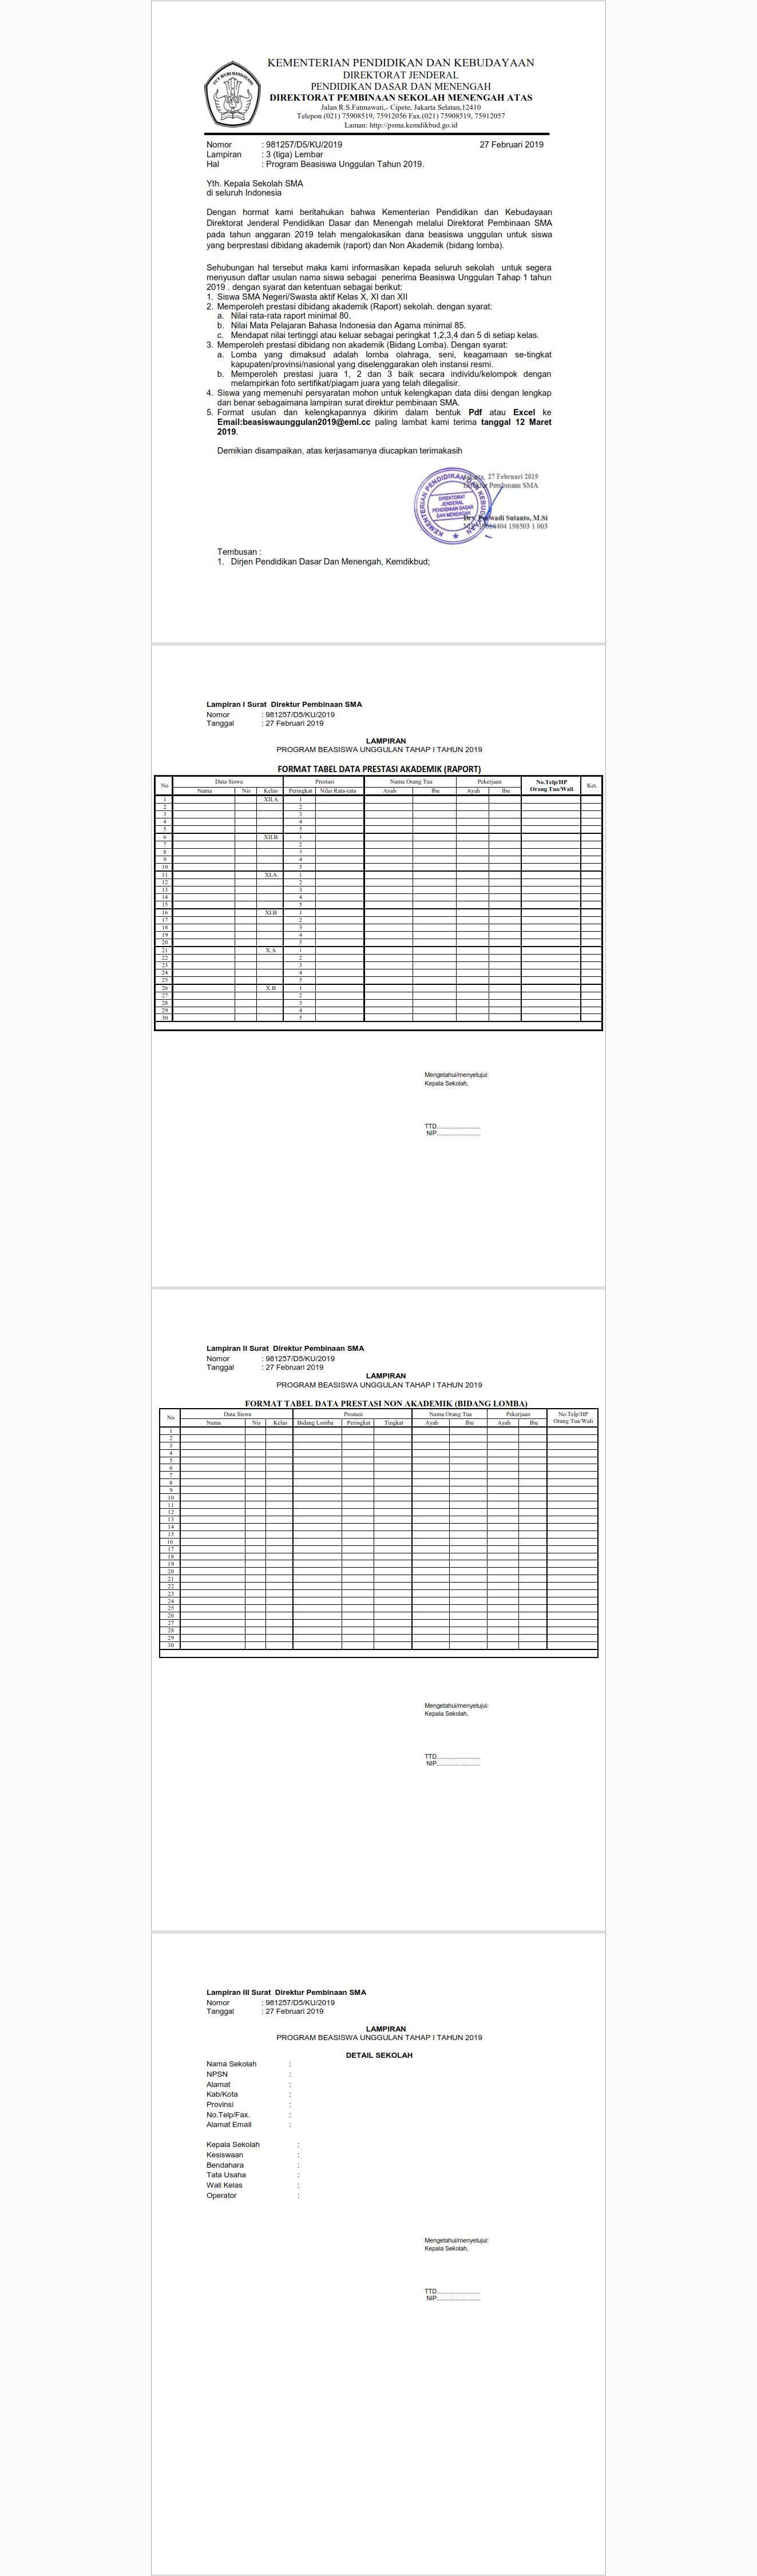 KEMENTERIAN PENDIDIKAN DAN KEBUDAYAAN
DIREKTORAT JENDERAL
PENDIDIKAN DASAR DAN MENENGAH
DIREKTORAT PEMBINAAN SEKOLAH MENENGAH ATAS
Jalan R.S.Fatmawati,- Cipete, Jakarta Selatan,12410
Telepon (021) 75908519, 75912056 Fax.(021) 75908519, 75912057
Laman: http://psma.kemdikbud.go.id
TUT WURI HANDAYANI
Nomor : 981257/D5/KU/2019 27 Februari 2019
Lampiran : 3 (tiga) Lembar
Hal : Program Beasiswa Unggulan Tahun 2019.
Yth. Kepala Sekolah SMA
di seluruh Indonesia
Dengan hormat kami beritahukan bahwa Kementerian Pendidikan dan Kebudayaan
Direktorat Jenderal Pendidikan Dasar dan Menengah melalui Direktorat Pembinaan SMA
pada tahun anggaran 2019 telah mengalokasikan dana beasiswa unggulan untuk siswa
yang berprestasi dibidang akademik (raport) dan Non Akademik (bidang lomba).
Sehubungan hal tersebut maka kami informasikan kepada seluruh sekolah untuk segera
menyusun daftar usulan nama siswa sebagai penerima Beasiswa Unggulan Tahap 1 tahun
2019 . dengan syarat dan ketentuan sebagai berikut:
1. Siswa SMA Negeri/Swasta aktif Kelas X, XI dan XII
2. Memperoleh prestasi dibidang akademik (Raport) sekolah. dengan syarat:
a. Nilai rata-rata raport minimal 80.
b. Nilai Mata Pelajaran Bahasa Indonesia dan Agama minimal 85.
c. Mendapat nilai tertinggi atau keluar sebagai peringkat 1,2,3,4 dan 5 di setiap kelas.
3. Memperoleh prestasi dibidang non akademik (Bidang Lomba). Dengan syarat:
a. Lomba yang dimaksud adalah lomba olahraga, seni, keagamaan se-tingkat
kapupaten/provinsi/nasional yang diselenggarakan oleh instansi resmi.
b. Memperoleh prestasi juara 1, 2 dan 3 baik secara individu/kelompok dengan
melampirkan foto sertifikat/piagam juara yang telah dilegalisir.
4. Siswa yang memenuhi persyaratan mohon untuk kelengkapan data diisi dengan lengkap
dan benar sebagaimana lampiran surat direktur pembinaan SMA.
5. Format usulan dan kelengkapannya dikirim dalam bentuk Pdf atau Excel ke
Email:beasiswaunggulan2019@eml.cc paling lambat kami terima tanggal 12 Maret
2019.
Demikian disampaikan, atas kerjasamanya diucapkan terimakasih
27 Februari 2019
Pembinaan SMA
Sutanto, M.Si
198503 1 003
KEMENTERIAN PENDIDIKAN DAN KEBUDAYAAN
DIREKTORAT
JENDERAL
PENDIDIKAN DASAR
DAN MENENGAH
Tembusan :
1. Dirjen Pendidikan Dasar Dan Menengah, Kemdikbud;
Lampiran I Surat Direktur Pembinaan SMA
Nomor : 981257/D5/KU/2019
Tanggal : 27 Februari 2019
LAMPIRAN
PROGRAM BEASISWA UNGGULAN TAHAP I TAHUN 2019
FORMAT TABEL DATA PRESTASI AKADEMIK (RAPORT)
No Data Siswa Prestasi Nama Orang Tua Pekerjaan No.Telp/HP Orang Tua/Wali Ket.
Nama Nis Kelas Peringkat Nilai Rata-rata Ayah Ibu Ayah Ibu
1 XII.A 1
2 2
3 3
4 4
5 5
6 XII.B 1
7 2
8 3
9 4
10 5
11 XI.A 1
12 2
13 3
14 4
15 5
16 XI.B 1
17 2
18 3
19 4
20 5
21 X.A 1
22 2
23 3
24 4
25 5
26 X.B 1
27 2
28 3
29 4
30 5
Mengetahui/menyetujui:
Kepala Sekolah,
TTD..........................
NIP..........................
Lampiran II Surat Direktur Pembinaan SMA
Nomor : 981257/D5/KU/2019
Tanggal : 27 Februari 2019
LAMPIRAN
PROGRAM BEASISWA UNGGULAN TAHAP I TAHUN 2019
FORMAT TABEL DATA PRESTASI NON AKADEMIK (BIDANG LOMBA)
No Data Siswa Prestasi Nama Orang Tua Pekerjaan No.Telp/HP Orang Tua/Wali
Nama Nis Kelas Bidang Lomba Peringkat Tingkat Ayah Ibu Ayah Ibu
1
2
3
4
5
6
7
8
9
10
11
12
13
14
15
16
17
18
19
20
21
22
23
24
25
26
27
28
29
30
Mengetahui/menyetujui:
Kepala Sekolah,
TTD..........................
NIP..........................
Lampiran III Surat Direktur Pembinaan SMA
Nomor : 981257/D5/KU/2019
Tanggal : 27 Februari 2019
LAMPIRAN
PROGRAM BEASISWA UNGGULAN TAHAP I TAHUN 2019
DETAIL SEKOLAH
Nama Sekolah :
NPSN :
Alamat :
Kab/Kota :
Provinsi :
No.Telp/Fax. :
Alamat Email :
Kepala Sekolah :
Kesiswaan :
Bendahara :
Tata Usaha :
Wali Kelas :
Operator :
Mengetahui/menyetujui:
Kepala Sekolah,
TTD..........................
NIP..........................